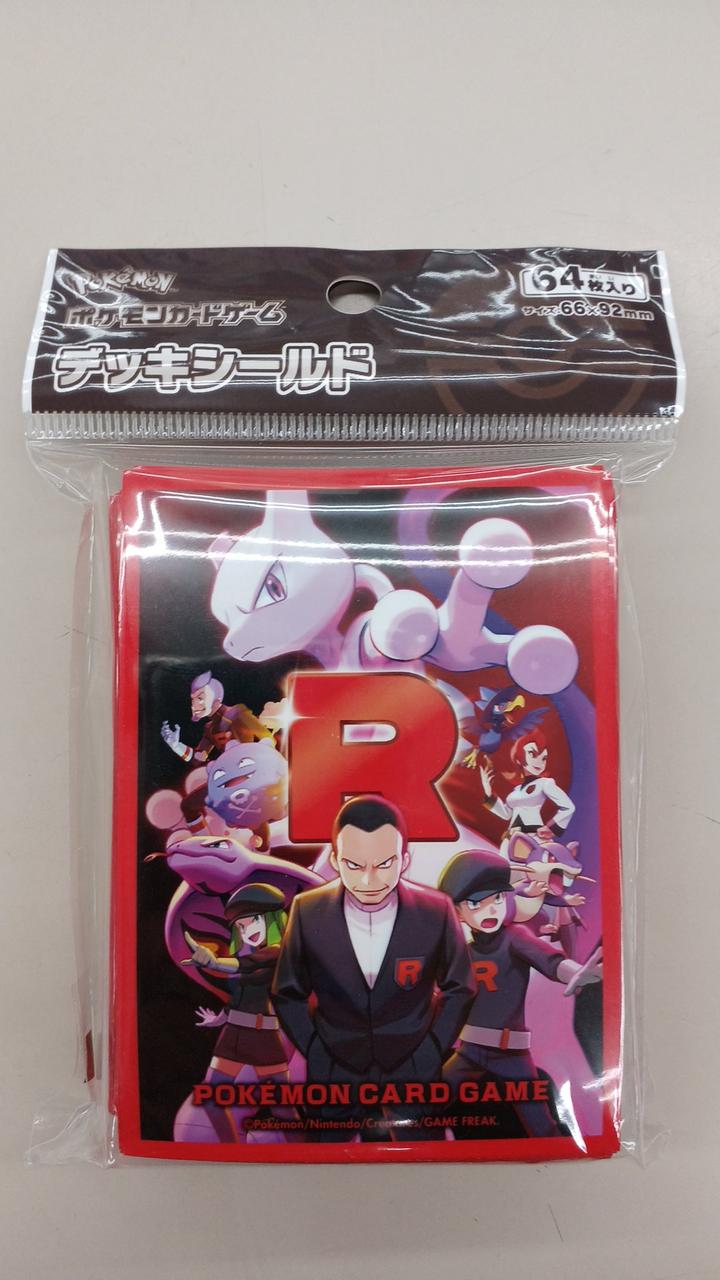 POKÉMON
ポケモンカードゲーム
デッキシールド
64枚入り
サイズ:66×92mm
R
R
R
POKÉMON CARD GAME
©Pokémon/Nintendo/Creatures/GAME FREAK.